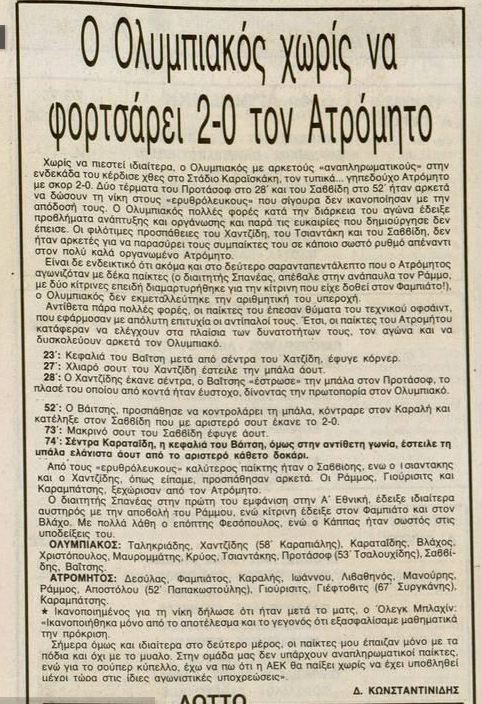 Ο Ολυμπιακός χωρίς να
φορτσάρει 2-0 τον Ατρόμητο
Χωρίς να πιεστεί ιδιαίτερα, ο Ολυμπιακός με αρκετούς «αναπληρωματικούς» στην
ενδεκάδα του κέρδισε χθες στο Στάδιο Καραϊσκάκη, τον τυπικά... γηπεδούχο Ατρόμητο
με σκορ 2-0. Δύο τέρματα του Προτάσοφ στο 28΄ και του Σαββίδη στο 52΄ ήταν αρκετά
να δώσουν τη νίκη στους «ερυθρόλευκους» που σίγουρα δεν ικανοποίησαν με την
απόδοσή τους. Ο Ολυμπιακός πολλές φορές κατά την διάρκεια του αγώνα έδειξε
προβλήματα ανάπτυξης και οργάνωσης και παρά τις ευκαιρίες που δημιούργησε δεν
έπεισε. Οι φιλότιμες προσπάθειες του Χαντζίδη, του Τσιαντάκη και του Σαββίδη, δεν
ήταν αρκετές για να παρασύρει τους συμπαίκτες του σε κάποιο σωστό ρυθμό απέναντι
στον πολύ καλά οργανωμένο Ατρόμητο.
Είναι δε ενδεικτικό ότι ακόμα και στο δεύτερο σαρανταπεντάλεπτο που ο Ατρόμητος
αγωνιζόταν με δέκα παίκτες (ο διαιτητής Σπανέας, απέβαλε στην ανάπαυλα τον Ράμμο,
με δύο κίτρινες επειδή διαμαρτυρήθηκε για την κίτρινη που είχε δοθεί στον Φαμπιάτο!),
ο Ολυμπιακός δεν εκμεταλλεύτηκε την αριθμητική του υπεροχή.
Αντίθετα πάρα πολλές φορές, οι παίκτες του έπεσαν θύματα του τεχνικού οφσάιντ,
που εφάρμοσαν με απόλυτη επιτυχία οι αντίπαλοί τους. Έτσι, οι παίκτες του Ατρομήτου
κατάφεραν να ελέγχουν στα πλαίσια των δυνατοτήτων τους, τον αγώνα και να
δυσκολεύουν αρκετά τον Ολυμπιακό.
23΄: Κεφαλιά του Βαΐτση μετά από σέντρα του Χατζίδη, έφυγε κόρνερ.
27΄: Χλιαρό σουτ του Χαντζίδη έστειλε την μπάλα άουτ.
28΄: Ο Χαντζίδης έκανε σέντρα, ο Βαΐτσης «έστρωσε» την μπάλα στον Προτάσοφ, το
πλασέ του οποίου από κοντά ήταν εύστοχο, δίνοντας την πρωτοπορία στον Ολυμπιακό.
52΄: Ο Βάιτσης, προσπάθησε να κοντρολάρει τη μπάλα, κόντραρε στον Καραλή και
κατέληξε στον Σαββίδη που με αριστερό σουτ έκανε το 2-0.
73΄: Μακρινό σουτ του Σαββίδη έφυγε άουτ.
74΄: Σέντρα Καραταΐδη, η κεφαλιά του Βάιτση, όμως στην αντίθετη γωνία, έστειλε τη
μπάλα ελάχιστα άουτ από το αριστερό κάθετο δοκάρι.
Από τους «ερυθρόλευκους» καλύτερος παίκτης ήταν ο Σαββίδης, ενώ ο Τσιαντάκης
και ο Χαντζίδης, όπως είπαμε, προσπάθησαν αρκετά. Οι Ράμμος, Γιούρισιτς και
Καραμπάτσης, ξεχώρισαν από τον Ατρόμητο.
Ο διαιτητής Σπανέας στην πρώτη του εμφάνιση στην Α΄ Εθνική, έδειξε ιδιαίτερα
αυστηρός με την αποβολή του Ράμμου, ενώ κίτρινη έδειξε στον Φαμπιάτο και στον
Βλάχο. Με πολλά λάθη ο επόπτης Φεσόπουλος, ενώ ο Κάππας ήταν σωστός στις
υποδείξεις του.
ΟΛΥΜΠΙΑΚΟΣ: Ταληκριάδης, Χαντζίδης (58΄ Καραπιάλης), Καραταΐδης, Βλάχος,
Χριστόπουλος, Μαυρομμάτης, Κρύος, Τσιαντάκης, Προτάσοφ (53΄ Τσαλουχίδης), Σαββί-
δης, Βαΐτσης.
ΑΤΡΟΜΗΤΟΣ: Δεσύλας, Φαμπιάτος, Καραλής, Ιωάννου, Λιβαθηνός, Μανούρης,
Ράμμος, Αποστόλου (52΄ Παπακωστούλης), Γιούρισιτς, Γιέφτοβιτς (67΄ Συργκάνης),
Καραμπάτσης.
★ Ικανοποιημένος για τη νίκη δήλωσε ότι ήταν μετά το ματς, ο Όλεγκ Μπλαχίν:
«Ικανοποιήθηκα μόνο από το αποτέλεσμα και το γεγονός ότι εξασφαλίσαμε μαθηματικά
την πρόκριση.
Σήμερα όμως και ιδιαίτερα στο δεύτερο μέρος, οι παίκτες μου έπαιζαν μόνο με τα
πόδια και όχι με το μυαλό. Στην ομάδα μας δεν υπάρχουν αναπληρωματικοί παίκτες,
ενώ για το σούπερ κύπελλο, έχω να πω ότι η ΑΕΚ θα παίξει χωρίς να έχει υποβληθεί
μέχρι τώρα στις ίδιες αγωνιστικές υποχρεώσεις».
Δ. ΚΩΝΣΤΑΝΤΙΝΙΔΗΣ
ΛΟΤΤΟ